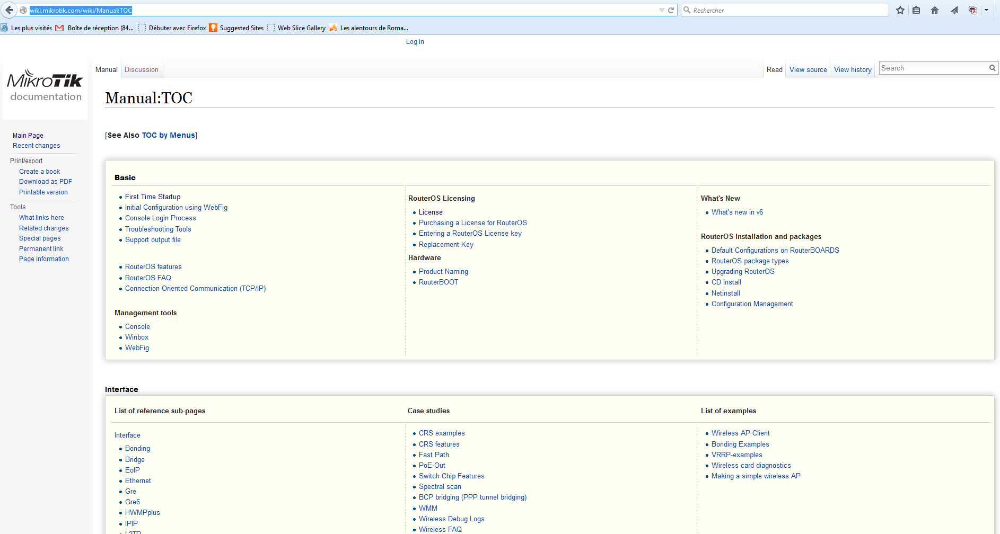 wiki.mikrotik.com/wiki/Manual:TOC
Rechercher
Les plus visités Boîte de réception (84... Débuter avec Firefox Suggested Sites Web Slice Gallery Les alentours de Roma...
Log in
MikroTik
documentation
Manual Discussion Read View source View history Search
Manual:TOC
Main Page
Recent changes
Print/export
Create a book
Download as PDF
Printable version
Tools
What links here
Related changes
Special pages
Permanent link
Page information
[See Also TOC by Menus]
Basic
First Time Startup
Initial Configuration using WebFig
Console Login Process
Troubleshooting Tools
Support output file
RouterOS features
RouterOS FAQ
Connection Oriented Communication (TCP/IP)
Management tools
Console
Winbox
WebFig
RouterOS Licensing
License
Purchasing a License for RouterOS
Entering a RouterOS License key
Replacement Key
Hardware
Product Naming
RouterBOOT
What's New
What's new in v6
RouterOS Installation and packages
Default Configurations on RouterBOARDS
RouterOS package types
Upgrading RouterOS
CD Install
Netinstall
Configuration Management
Interface
List of reference sub-pages
Interface
Bonding
Bridge
EoIP
Ethernet
Gre
Gre6
HWMPplus
IPIP
L2TP
Case studies
CRS examples
CRS features
Fast Path
PoE-Out
Switch Chip Features
Spectral scan
BCP bridging (PPP tunnel bridging)
WMM
Wireless Debug Logs
Wireless FAQ
List of examples
Wireless AP Client
Bonding Examples
VRRP-examples
Wireless card diagnostics
Making a simple wireless AP